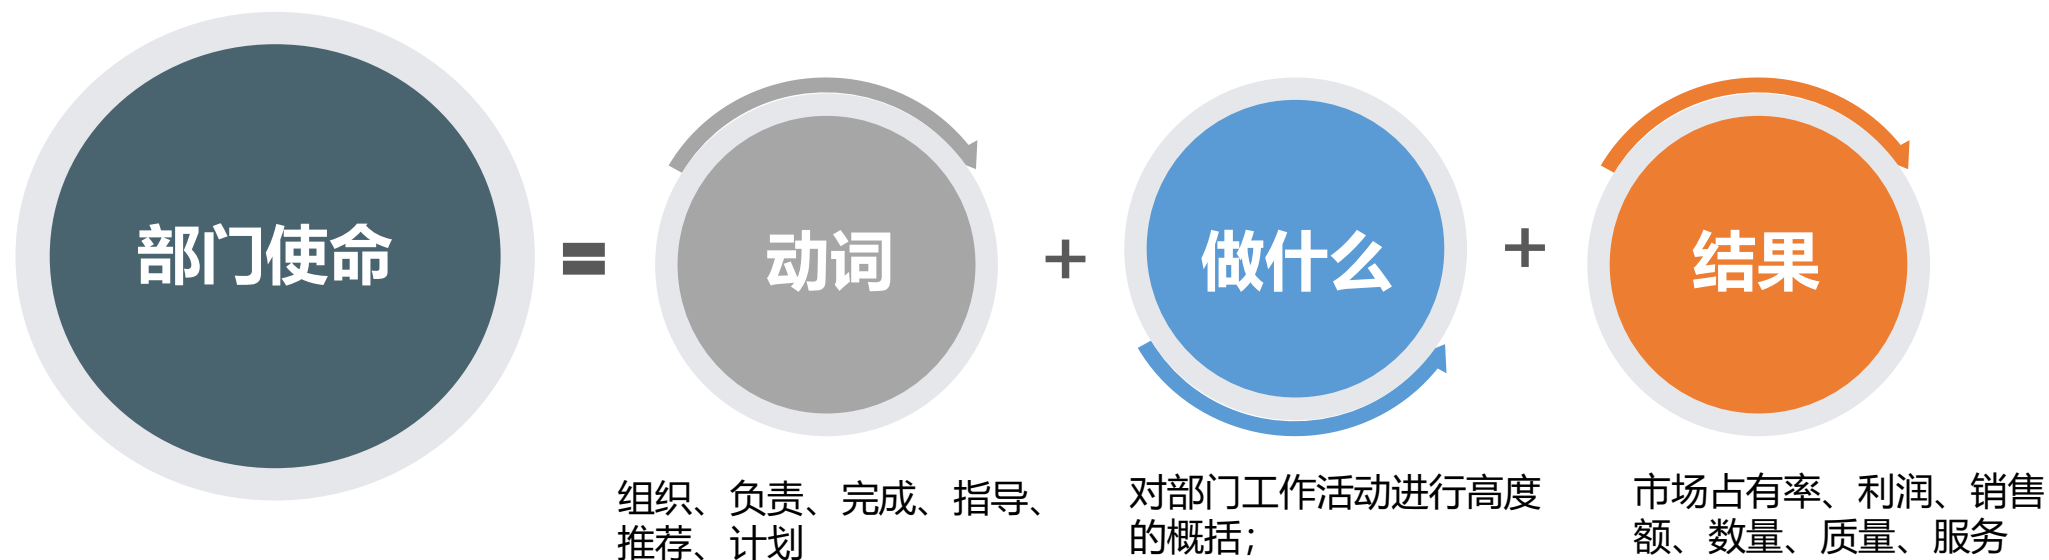 部门使命
=
动词
+
做什么
+
结果
组织、负责、完成、指导、
推荐、计划
对部门工作活动进行高度
的概括；
市场占有率、利润、销售
额、数量、质量、服务